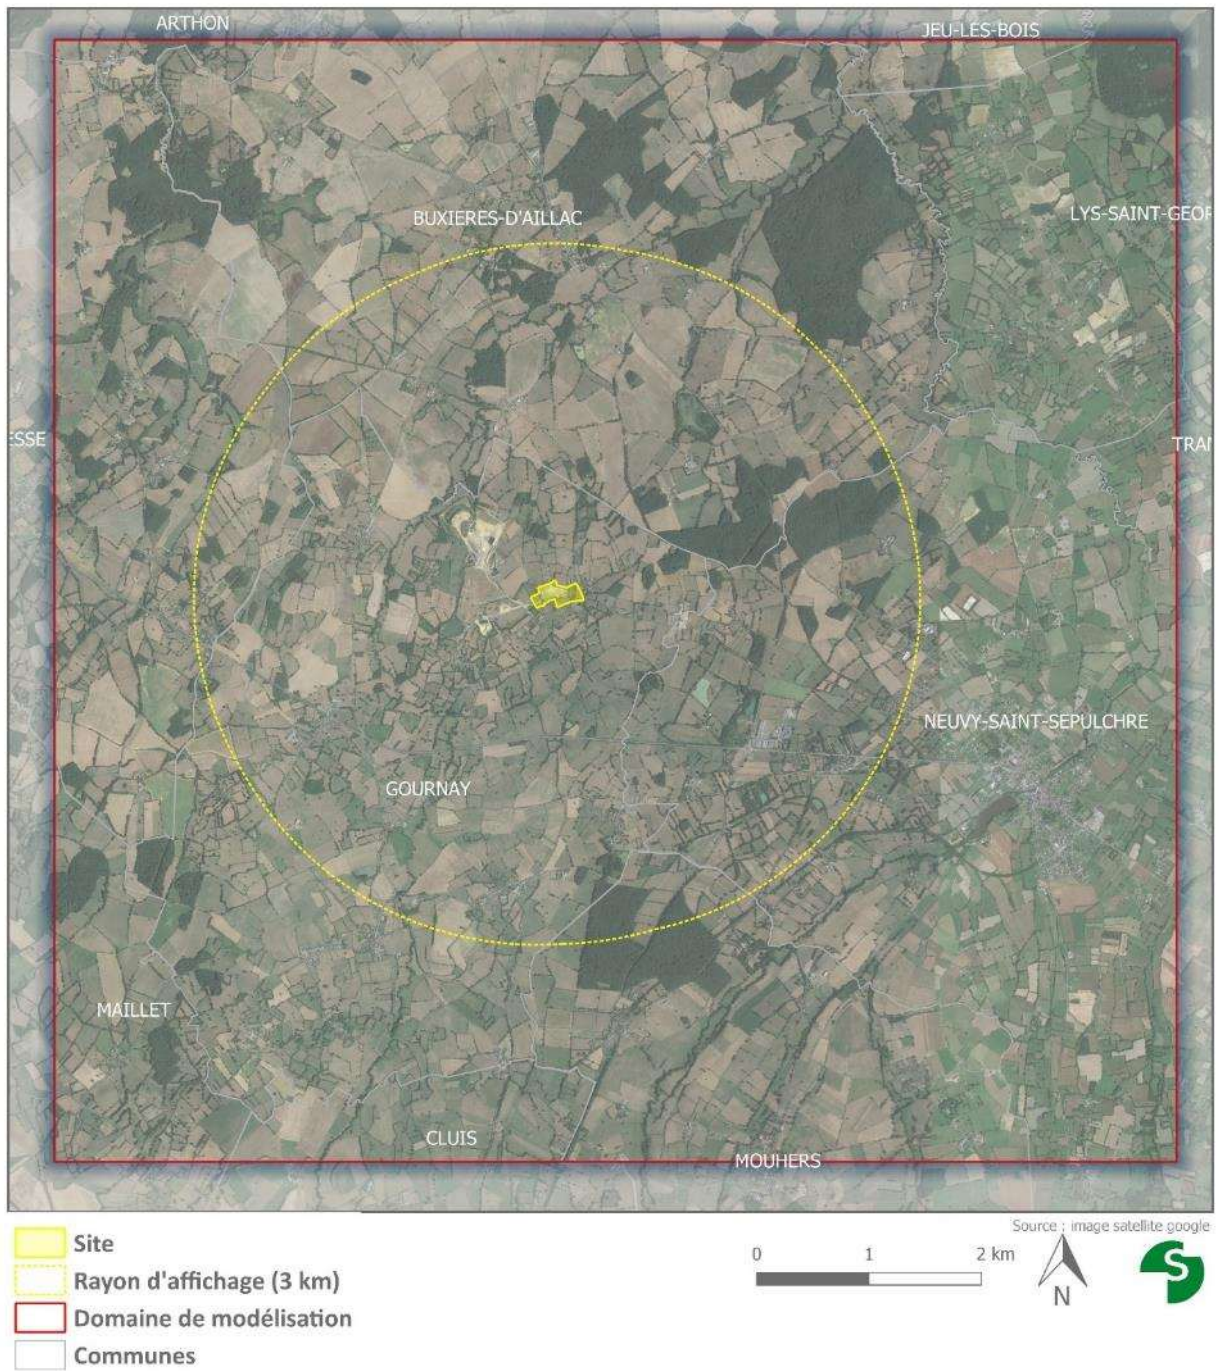 ARTHON
JEU-LES-BOIS
BUXIERES-D'AILLAC
LYS-SAINT-GEOR
ESSE
TRAN
NEUVY-SAINT-SEPULCHRE
GOURNAY
MAILLET
CLUIS
MOUHERS
Source : image satellite google
Site
Rayon d'affichage (3 km)
Domaine de modélisation
Communes
0 1 2 km
N
S